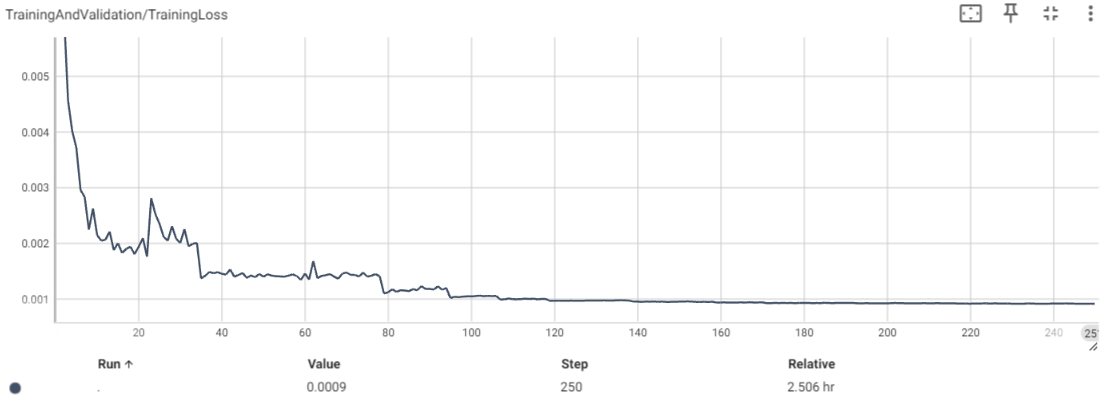 TrainingAndValidation/TrainingLoss
0.005
0.004
0.003
0.002
0.001
20 40 60 80 100 120 140 160 180 200 220 240 25
Run ↑ Value Step Relative
. 0.0009 250 2.506 hr